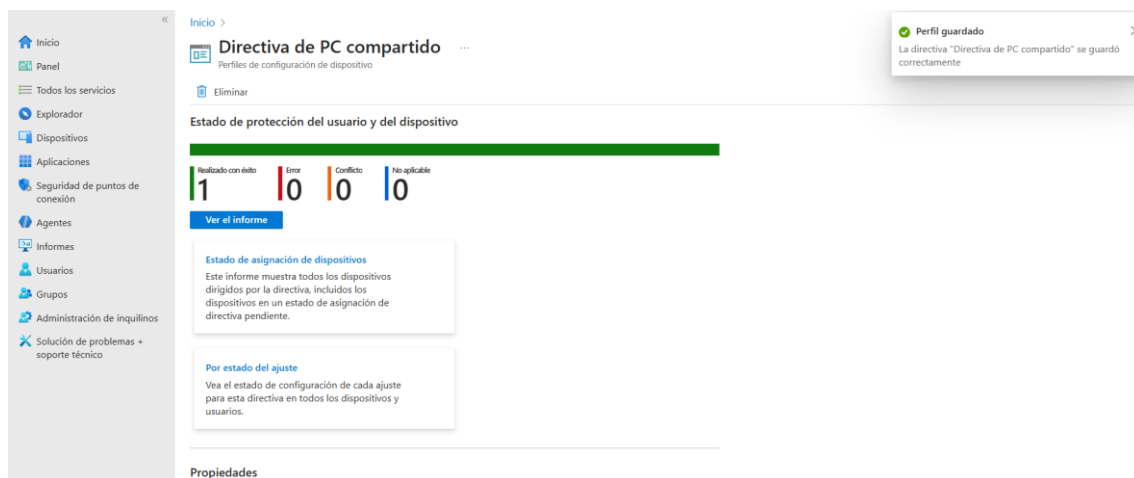 «
Inicio
Panel
Todos los servicios
Explorador
Dispositivos
Aplicaciones
Seguridad de puntos de
conexión
Agentes
Informes
Usuarios
Grupos
Administración de inquilinos
Solución de problemas +
soporte técnico
Inicio >
Directiva de PC compartido ...
Perfiles de configuración de dispositivo
Eliminar
Estado de protección del usuario y del dispositivo
Realizado con éxito
1
Error
0
Conflicto
0
No aplicable
0
Ver el informe
Estado de asignación de dispositivos
Este informe muestra todos los dispositivos
dirigidos por la directiva, incluidos los
dispositivos en un estado de asignación de
directiva pendiente.
Por estado del ajuste
Vea el estado de configuración de cada ajuste
para esta directiva en todos los dispositivos y
usuarios.
Propiedades
Perfil guardado
La directiva "Directiva de PC compartido" se guardó
correctamente